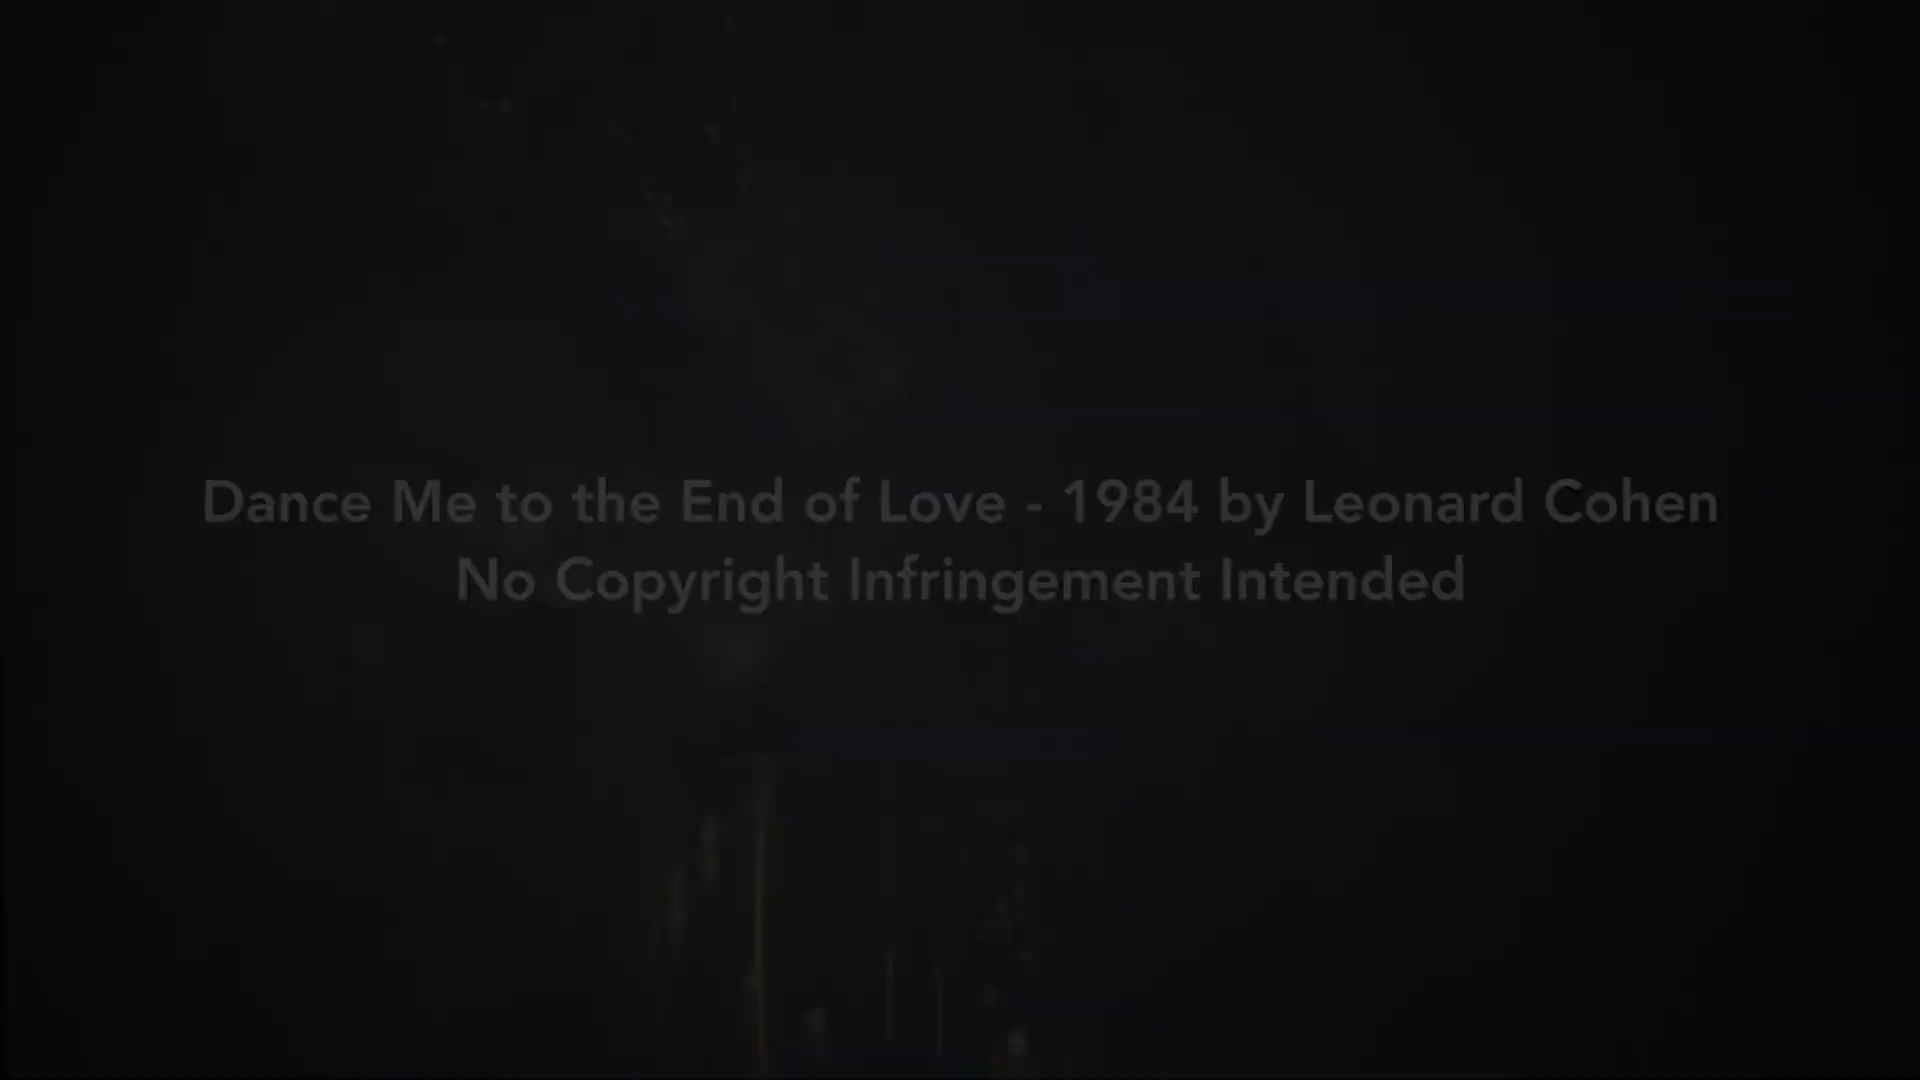 Dance Me to the End of Love - 1984 by Leonard Cohen
No Copyright Infringement Intended